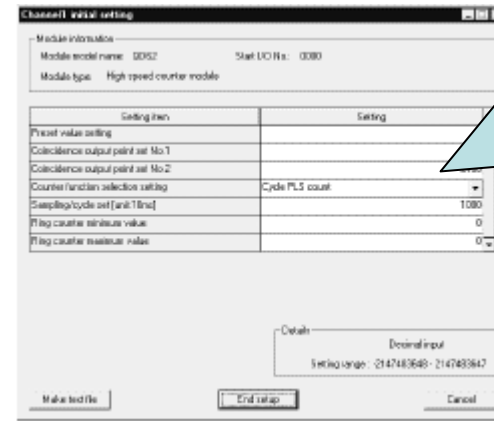 Channel1 initial setting
Module information
Module model name: QD62 Start I/O No.: 0000
Module type: High speed counter module
Setting item Setting
Preset value setting
Coincidence output point set No.1
Coincidence output point set No.2
Counter function selection setting Cycle PLS count
Sampling/cycle set [unit:10ms] 1000
Ring counter minimum value 0
Ring counter maximum value 0
Details
Decimal input
Setting range : -2147483648 - 2147483647
Make text file End setup Cancel